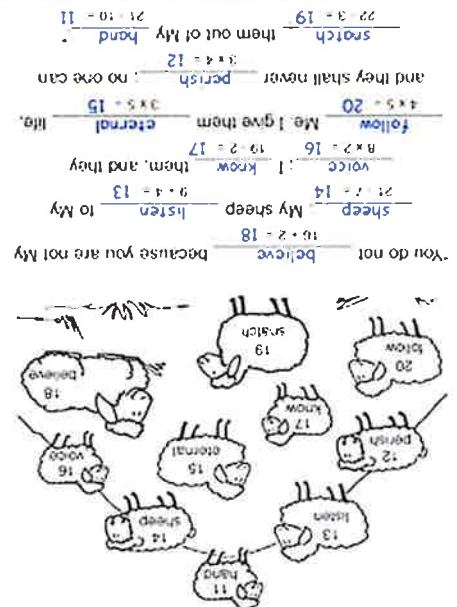 11
hand
13
listen
14
sheep
12
perish
16
voice
17
know
15
eternal
20
follow
19
snatch
18
believe
"You do not believe because you are not My
16 + 2 = 18
sheep. My sheep listen to My
21 - 7 = 14 9 + 4 = 13
voice; I know them, and they
8 x 2 = 16 19 - 2 = 17
follow Me. I give them eternal life,
4 x 5 = 20 3 x 5 = 15
and they shall never perish; no one can
3 x 4 = 12
snatch them out of My hand."
22 - 3 = 19 21 - 10 = 11